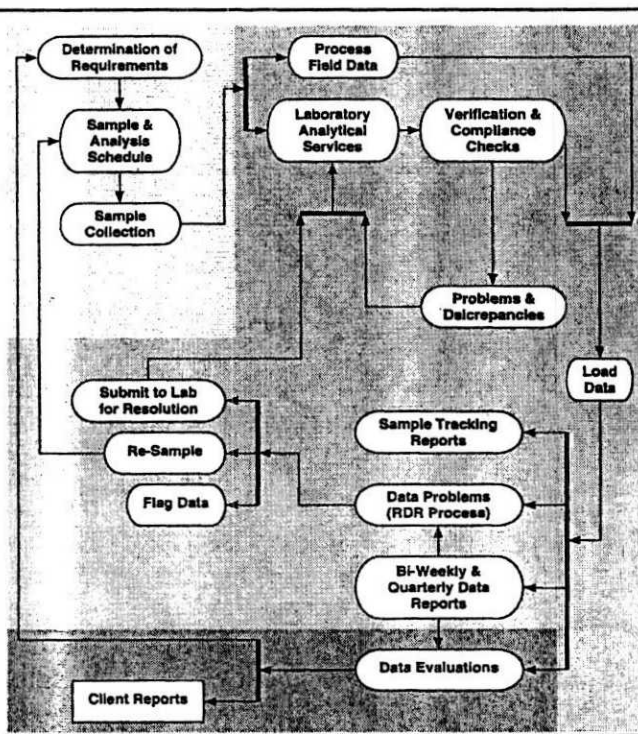 Determination of
Requirements
Process
Field Data
Sample &
Analysis
Schedule
Laboratory
Analytical
Services
Verification &
Compliance
Checks
Sample
Collection
Problems &
Daicrepancies
Load
Data
Submit to Lab
for Resolution
Sample Tracking
Reports
Re-Sample
Flag Data
Data Problems
(RDR Process)
Bi-Weekly &
Quarterly Data
Reports
Data Evaluations
Client Reports